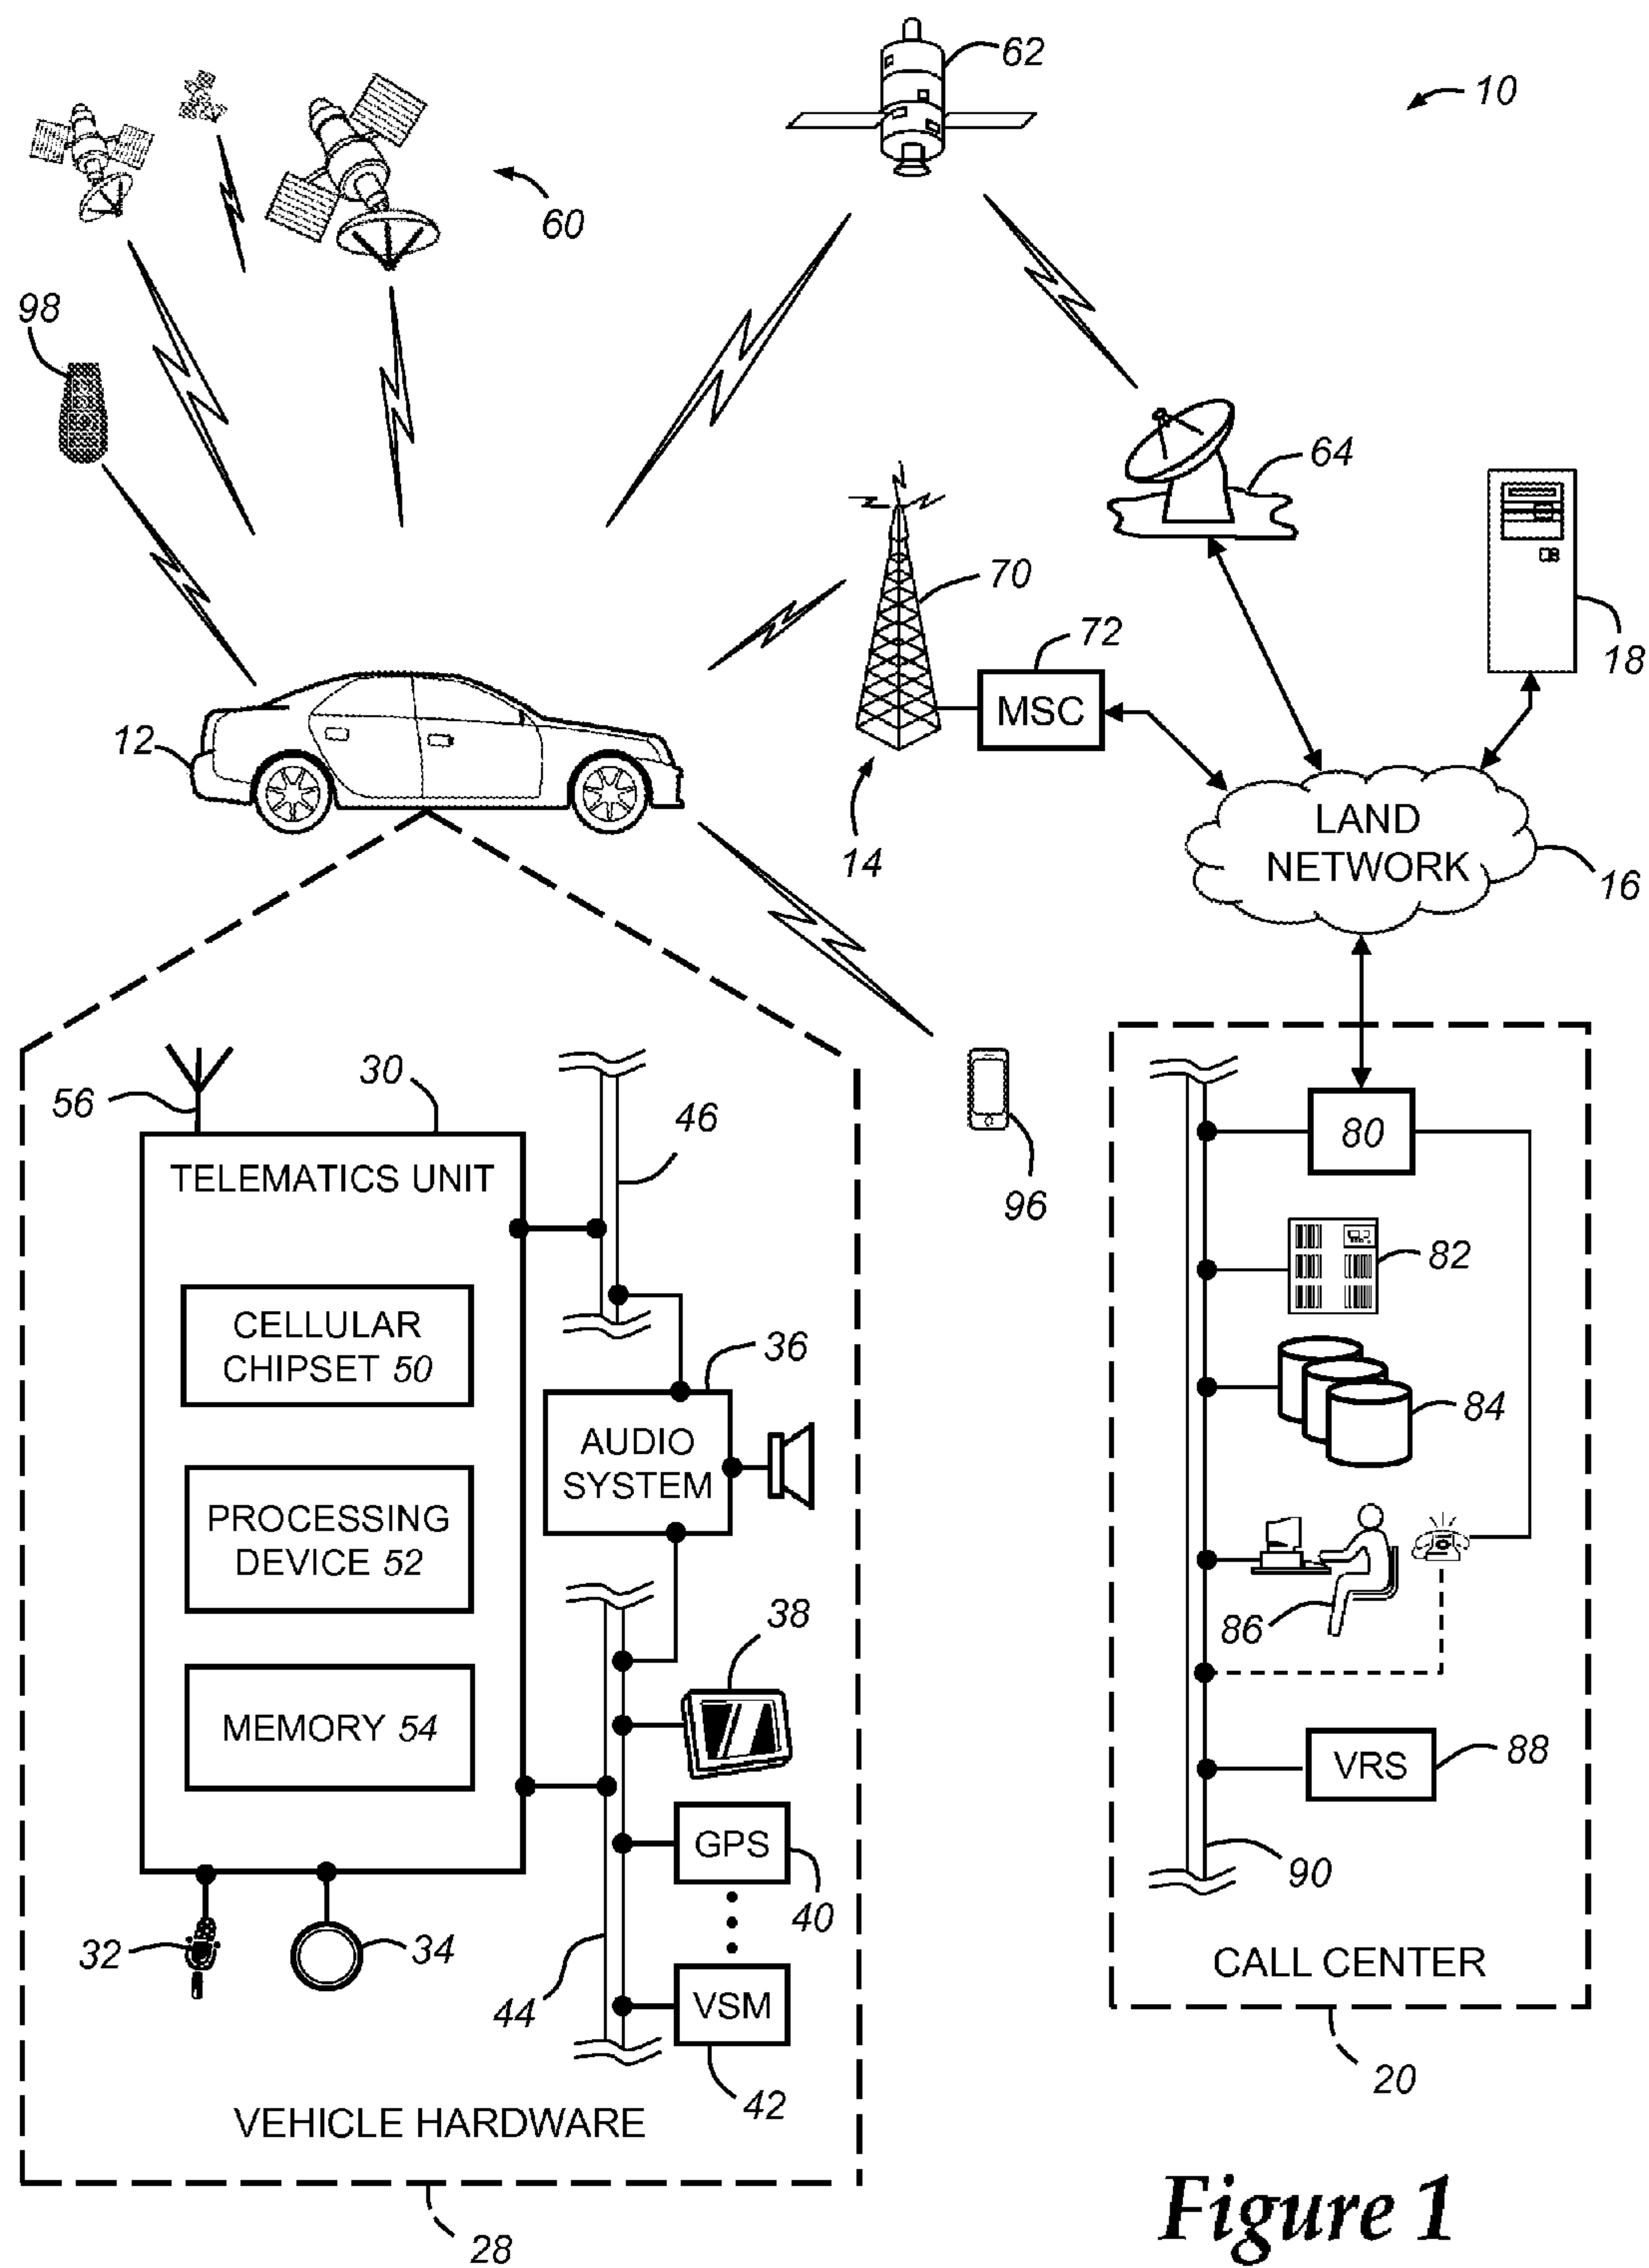 62
10
60
98
64
70
18
72
MSC
12
14
LAND
NETWORK
16
56
30
46
96
TELEMATICS UNIT
CELLULAR
CHIPSET 50
36
AUDIO
SYSTEM
PROCESSING
DEVICE 52
38
MEMORY 54
GPS
40
32
34
44
VSM
42
VEHICLE HARDWARE
28
80
82
84
86
VRS
88
90
CALL CENTER
20
Figure 1